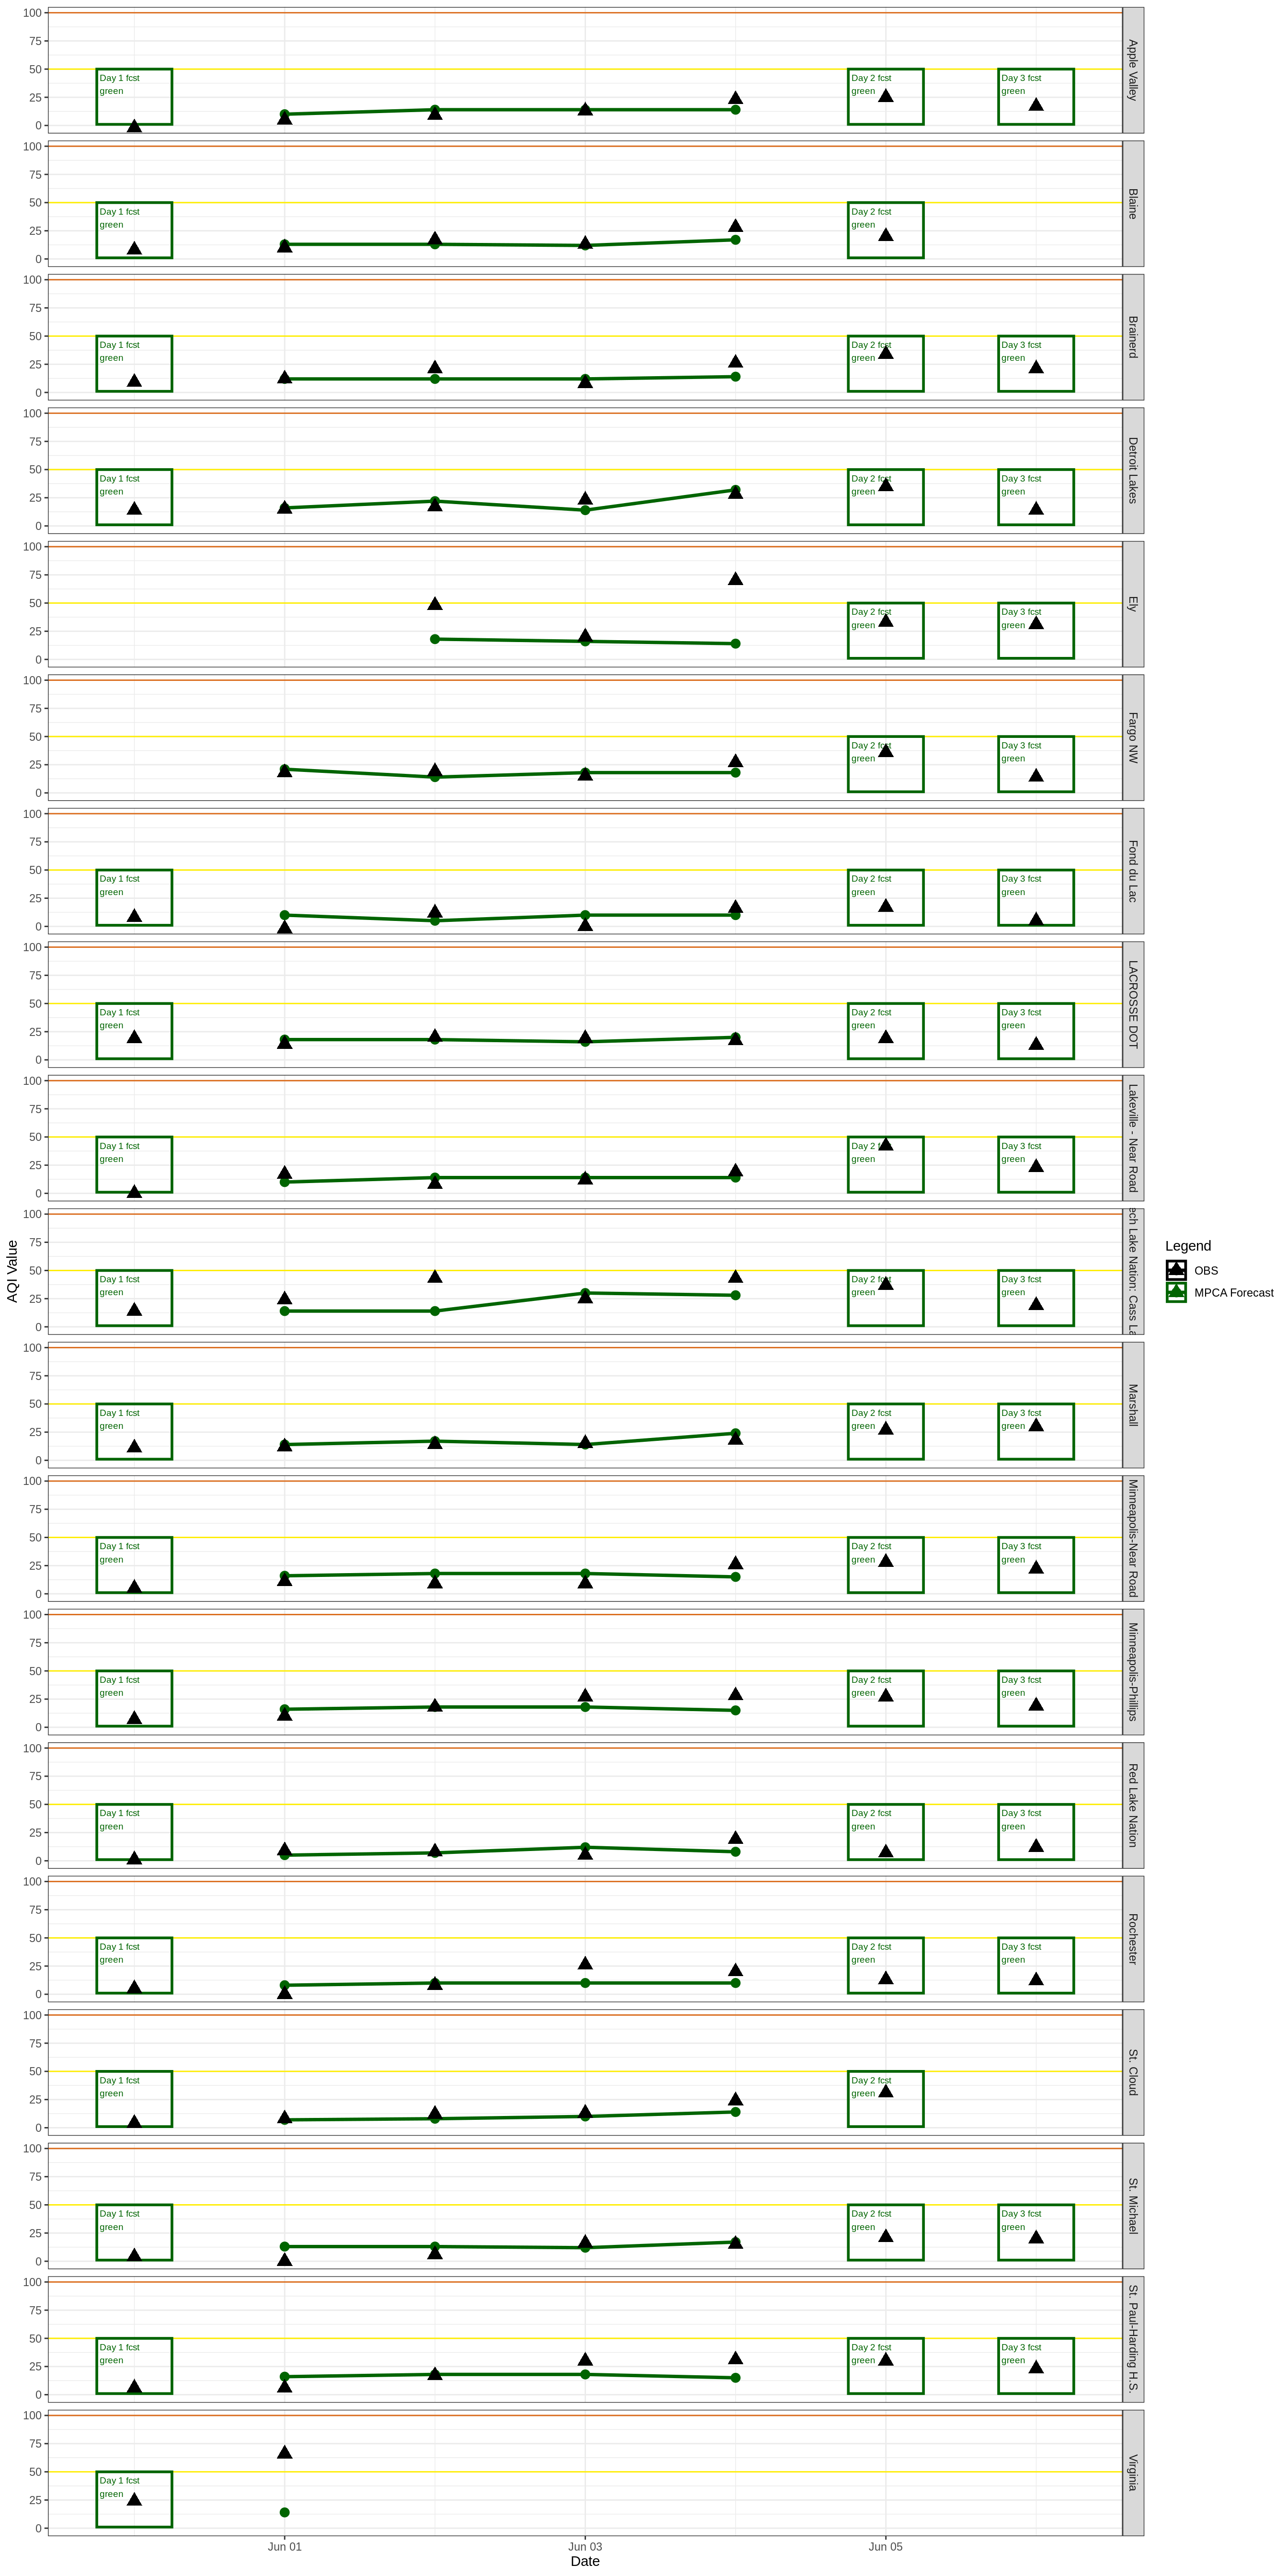 100
75
50
25
0
Day 1 fcst
green
Day 2 fcst
green
Day 3 fcst
green
Apple Valley
100
75
50
25
0
Day 1 fcst
green
Day 2 fcst
green
Blaine
100
75
50
25
0
Day 1 fcst
green
Day 2 fcst
green
Day 3 fcst
green
Brainerd
100
75
50
25
0
Day 1 fcst
green
Day 2 fcst
green
Day 3 fcst
green
Detroit Lakes
100
75
50
25
0
Day 2 fcst
green
Day 3 fcst
green
Ely
100
75
50
25
0
Day 2 fcst
green
Day 3 fcst
green
Fargo NW
100
75
50
25
0
Day 1 fcst
green
Day 2 fcst
green
Day 3 fcst
green
Fond du Lac
100
75
50
25
0
Day 1 fcst
green
Day 2 fcst
green
Day 3 fcst
green
LACROSSE DOT
100
75
50
25
0
Day 1 fcst
green
Day 2
green
Day 3 fcst
green
Lakeville - Near Road
100
75
50
25
0
Day 1 fcst
green
Day 2 fcst
green
Day 3 fcst
green
Lake Nation: Cass
100
75
50
25
0
Day 1 fcst
green
Day 2 fcst
green
Day 3 fcst
green
Marshall
100
75
50
25
0
Day 1 fcst
green
Day 2 fcst
green
Day 3 fcst
green
Minneapolis-Near Road
100
75
50
25
0
Day 1 fcst
green
Day 2 fcst
green
Day 3 fcst
green
Minneapolis-Phillips
100
75
50
25
0
Day 1 fcst
green
Day 2 fcst
green
Day 3 fcst
green
Red Lake Nation
100
75
50
25
0
Day 1 fcst
green
Day 2 fcst
green
Day 3 fcst
green
Rochester
100
75
50
25
0
Day 1 fcst
green
Day 2 fcst
green
St. Cloud
100
75
50
25
0
Day 1 fcst
green
Day 2 fcst
green
Day 3 fcst
green
St. Michael
100
75
50
25
0
Day 1 fcst
green
Day 2 fcst
green
Day 3 fcst
green
St. Paul-Harding H.S.
100
75
50
25
0
Day 1 fcst
green
Virginia
Jun 01
Jun 03
Jun 05
Date
AQI Value
Legend
OBS
MPCA Forecast